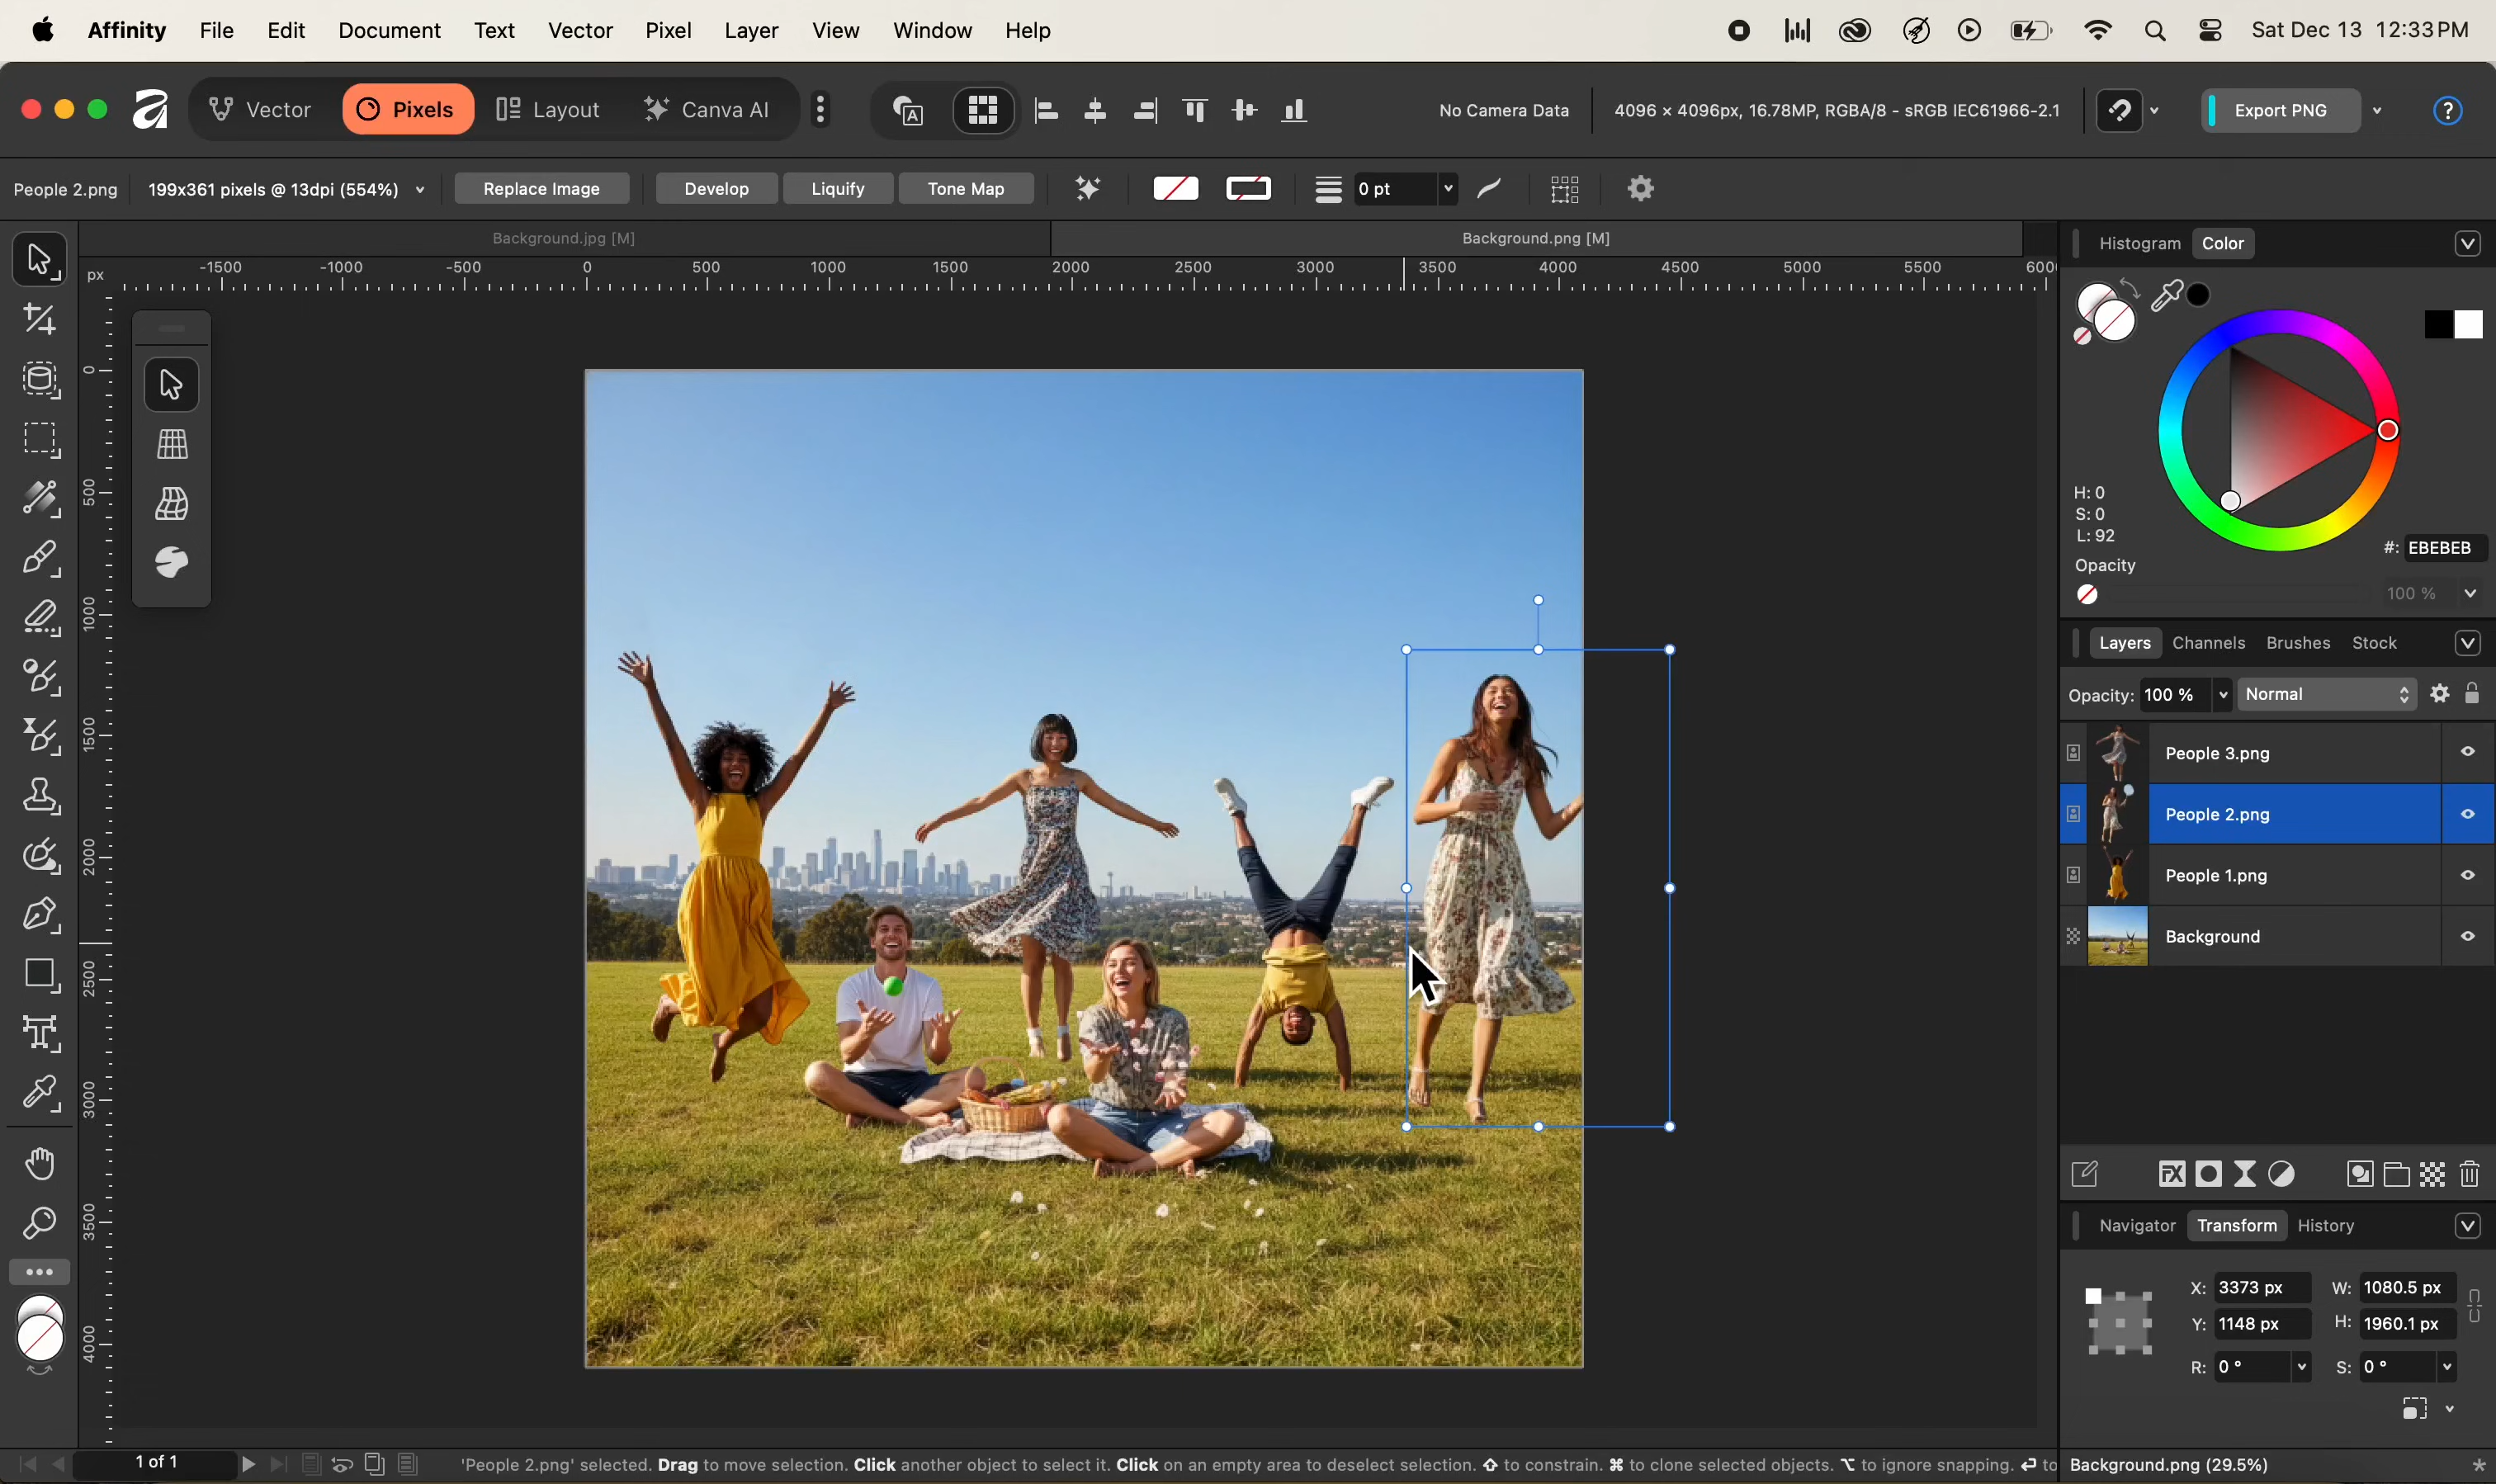 Affinity File Edit Document Text Vector Pixel Layer View Window Help Sat Dec 13 12:33 PM
Vector Pixels Layout Canva AI No Camera Data 4096 × 4096px, 16.78MP, RGBA/8 - sRGB IEC61966-2.1 Export PNG ?
People 2.png 199x361 pixels @ 13dpi (554%) Replace Image Develop Liquify Tone Map 0 pt
Background.jpg [M] Background.png [M]
px -1500 -1000 -500 0 500 1000 1500 2000 2500 3000 3500 4000 4500 5000 5500 6000
0
500
1000
1500
2000
2500
3000
3500
4000
Histogram Color
H: 0
S: 0
L: 92
#: EBEBEB
Opacity
100 %
Layers Channels Brushes Stock
Opacity: 100 % Normal
People 3.png
People 2.png
People 1.png
Background
FX
Navigator Transform History
X: 3373 px W: 1080.5 px
Y: 1148 px H: 1960.1 px
R: 0 ° S: 0 °
1 of 1 'People 2.png' selected. Drag to move selection. Click another object to select it. Click on an empty area to deselect selection. ⇧ to constrain. ⌘ to clone selected objects. ⌥ to ignore snapping. ⏎ to Background.png (29.5%) *